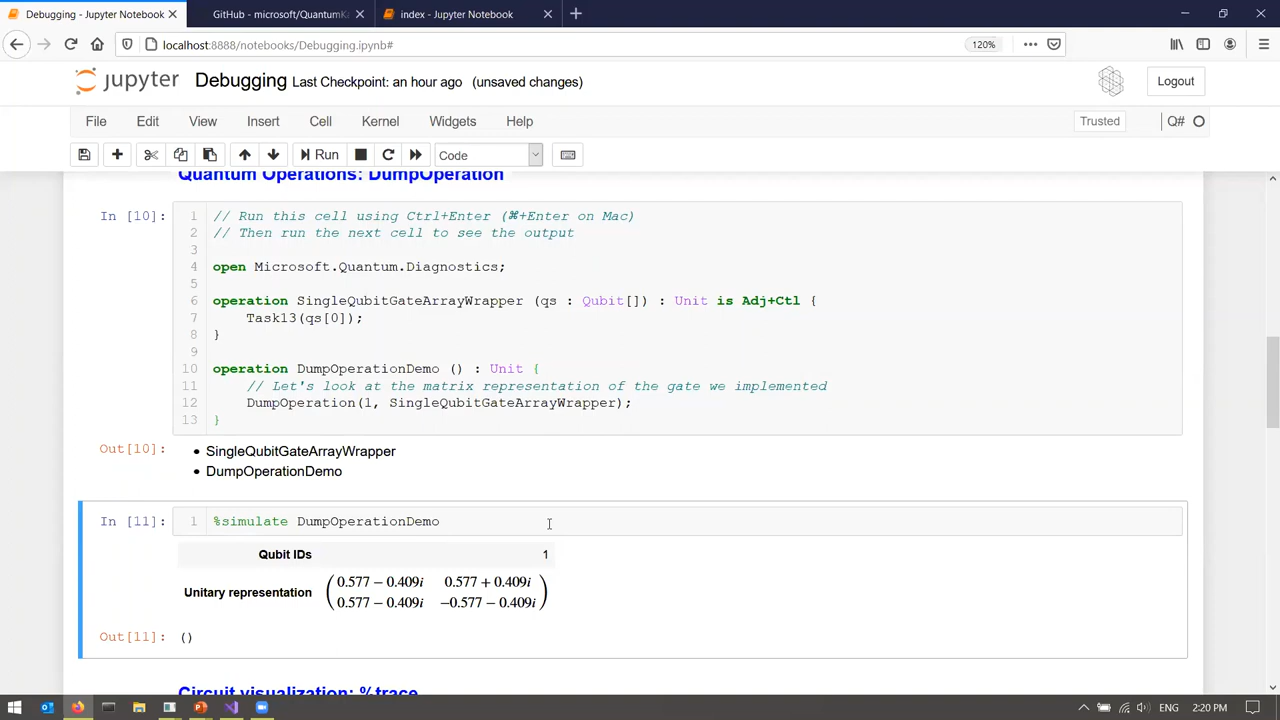 Debugging - Jupyter Notebook
GitHub - microsoft/QuantumKa
index - Jupyter Notebook
localhost:8888/notebooks/Debugging.ipynb#
120%
jupyter Debugging Last Checkpoint: an hour ago (unsaved changes)
Logout
File Edit View Insert Cell Kernel Widgets Help
Trusted
Q#
Run
Code
Quantum Operations: DumpOperation
In [10]:
1 // Run this cell using Ctrl+Enter (⌘+Enter on Mac)
2 // Then run the next cell to see the output
3
4 open Microsoft.Quantum.Diagnostics;
5
6 operation SingleQubitGateArrayWrapper (qs : Qubit[]) : Unit is Adj+Ctl {
7 Task13(qs[0]);
8 }
9
10 operation DumpOperationDemo () : Unit {
11 // Let's look at the matrix representation of the gate we implemented
12 DumpOperation(1, SingleQubitGateArrayWrapper);
13 }
Out[10]:
• SingleQubitGateArrayWrapper
• DumpOperationDemo
In [11]:
1 %simulate DumpOperationDemo
Qubit IDs 1
Unitary representation
0.577 − 0.409i 0.577 + 0.409i
0.577 − 0.409i −0.577 − 0.409i
Out[11]: ()
Circuit visualization: %trace
ENG 2:20 PM